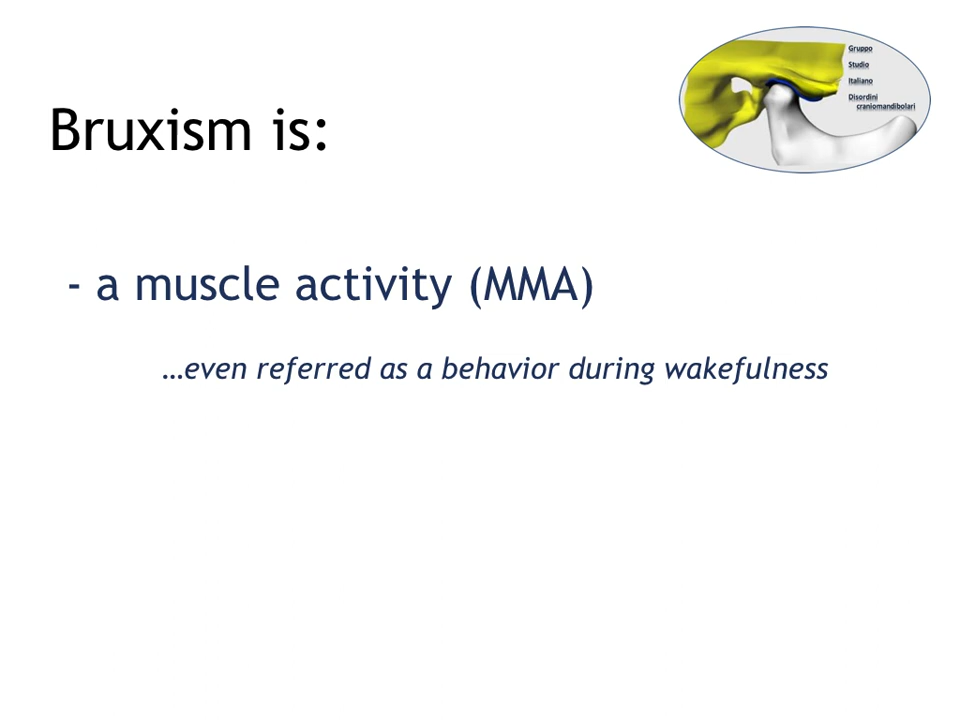 Gruppo
Studio
Italiano
Disordini
craniomandibolari
Bruxism is:
- a muscle activity (MMA)
…even referred as a behavior during wakefulness